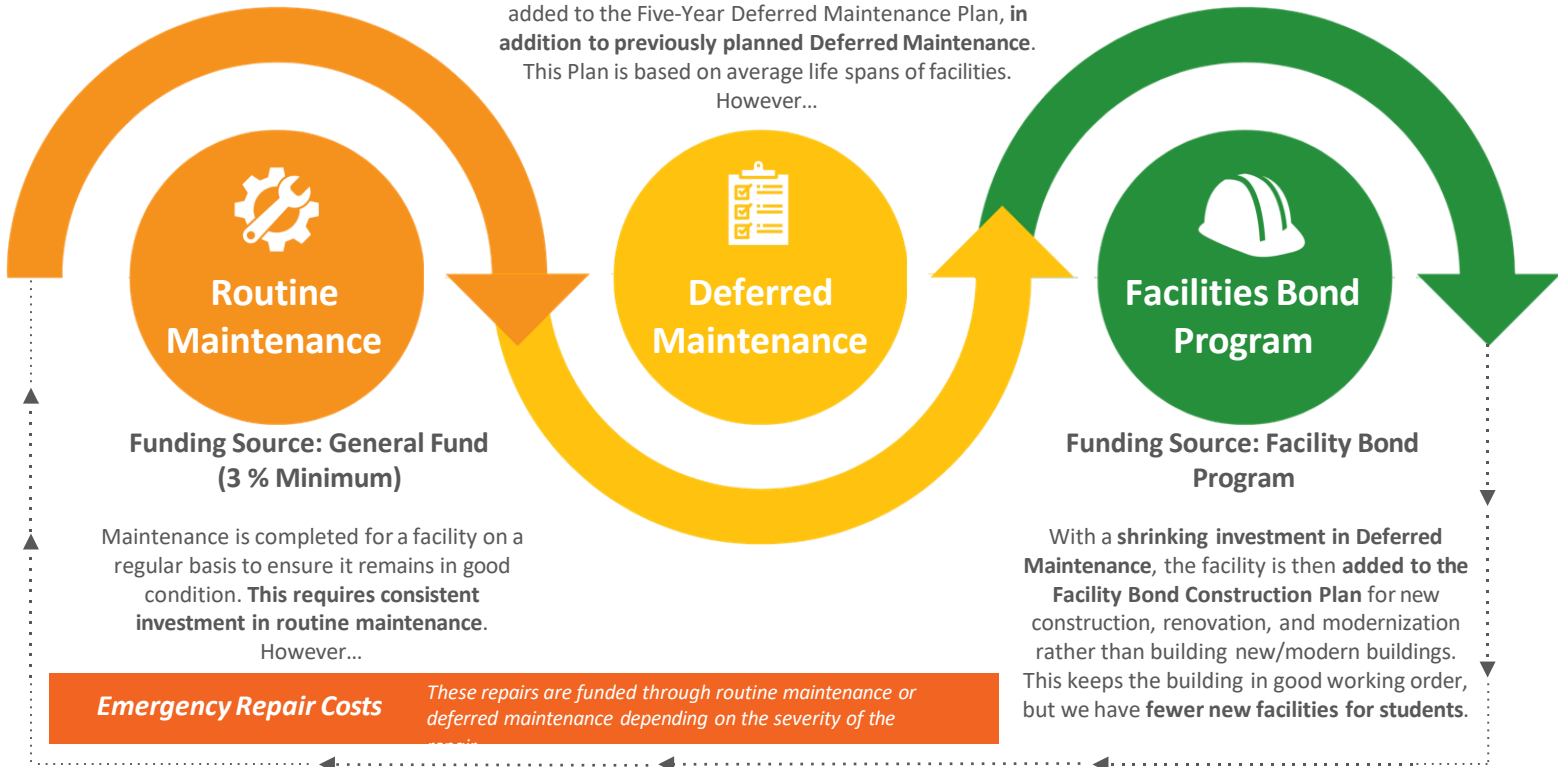 added to the Five-Year Deferred Maintenance Plan, in
addition to previously planned Deferred Maintenance.
This Plan is based on average life spans of facilities.
However…
Routine
Maintenance
Deferred
Maintenance
Facilities Bond
Program
Funding Source: General Fund
(3 % Minimum)
Maintenance is completed for a facility on a
regular basis to ensure it remains in good
condition. This requires consistent
investment in routine maintenance.
However…
Funding Source: Facility Bond
Program
With a shrinking investment in Deferred
Maintenance, the facility is then added to the
Facility Bond Construction Plan for new
construction, renovation, and modernization
rather than building new/modern buildings.
This keeps the building in good working order,
but we have fewer new facilities for students.
Emergency Repair Costs
These repairs are funded through routine maintenance or
deferred maintenance depending on the severity of the